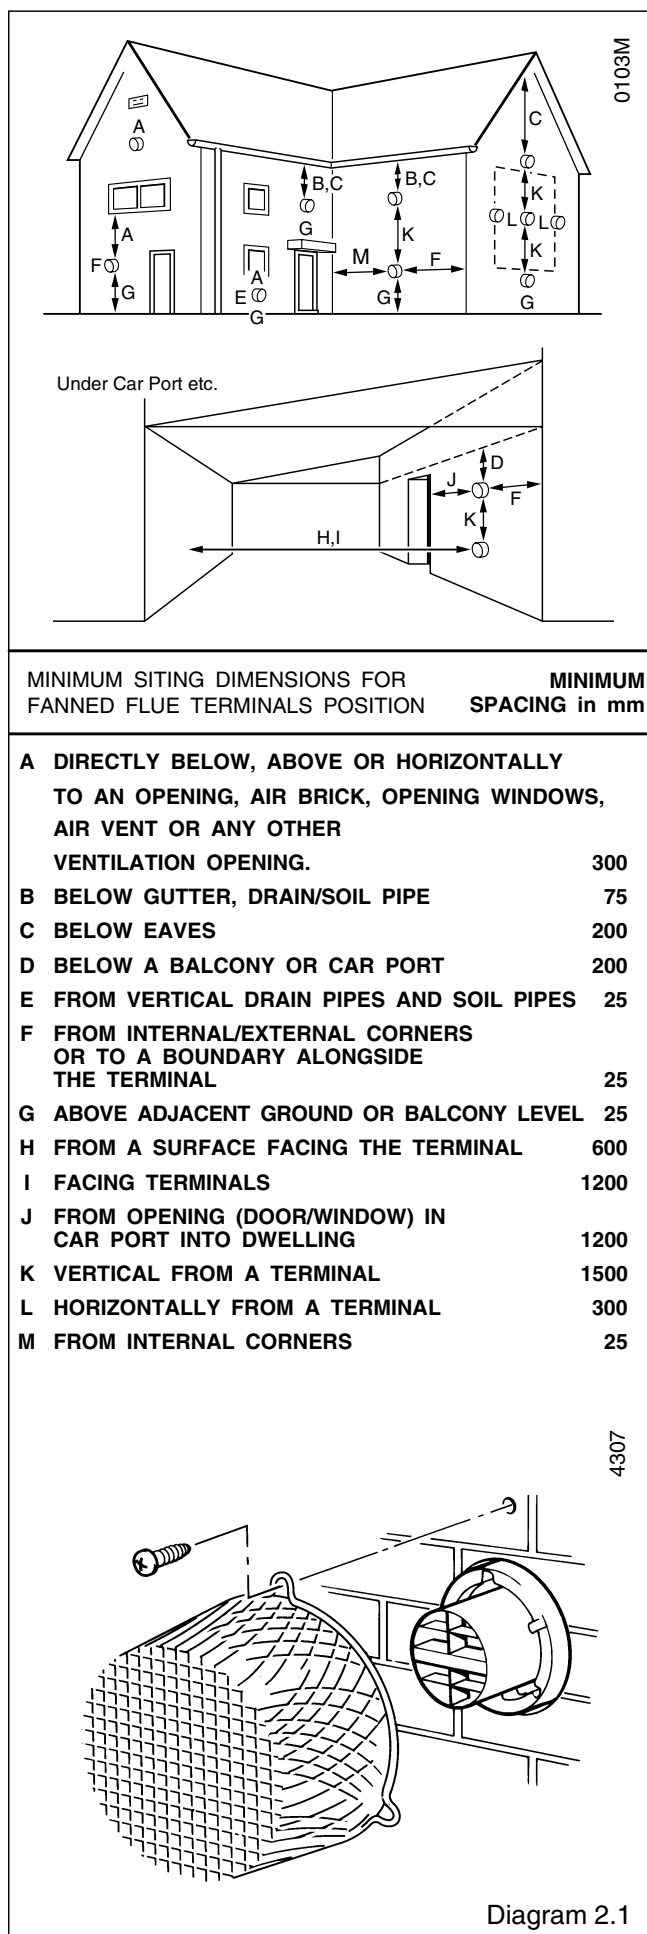 0103M
C
A
B,C
B,C
K
G
L
L
A
K
M
F
K
F
A
G
E
G
G
G
Under Car Port etc.
D
J
F
K
H,I
MINIMUM SITING DIMENSIONS FOR
FANNED FLUE TERMINALS POSITION
MINIMUM
SPACING in mm
A DIRECTLY BELOW, ABOVE OR HORIZONTALLY
TO AN OPENING, AIR BRICK, OPENING WINDOWS,
AIR VENT OR ANY OTHER
VENTILATION OPENING. 300
B BELOW GUTTER, DRAIN/SOIL PIPE 75
C BELOW EAVES 200
D BELOW A BALCONY OR CAR PORT 200
E FROM VERTICAL DRAIN PIPES AND SOIL PIPES 25
F FROM INTERNAL/EXTERNAL CORNERS
OR TO A BOUNDARY ALONGSIDE
THE TERMINAL 25
G ABOVE ADJACENT GROUND OR BALCONY LEVEL 25
H FROM A SURFACE FACING THE TERMINAL 600
I FACING TERMINALS 1200
J FROM OPENING (DOOR/WINDOW) IN
CAR PORT INTO DWELLING 1200
K VERTICAL FROM A TERMINAL 1500
L HORIZONTALLY FROM A TERMINAL 300
M FROM INTERNAL CORNERS 25
4307
Diagram 2.1